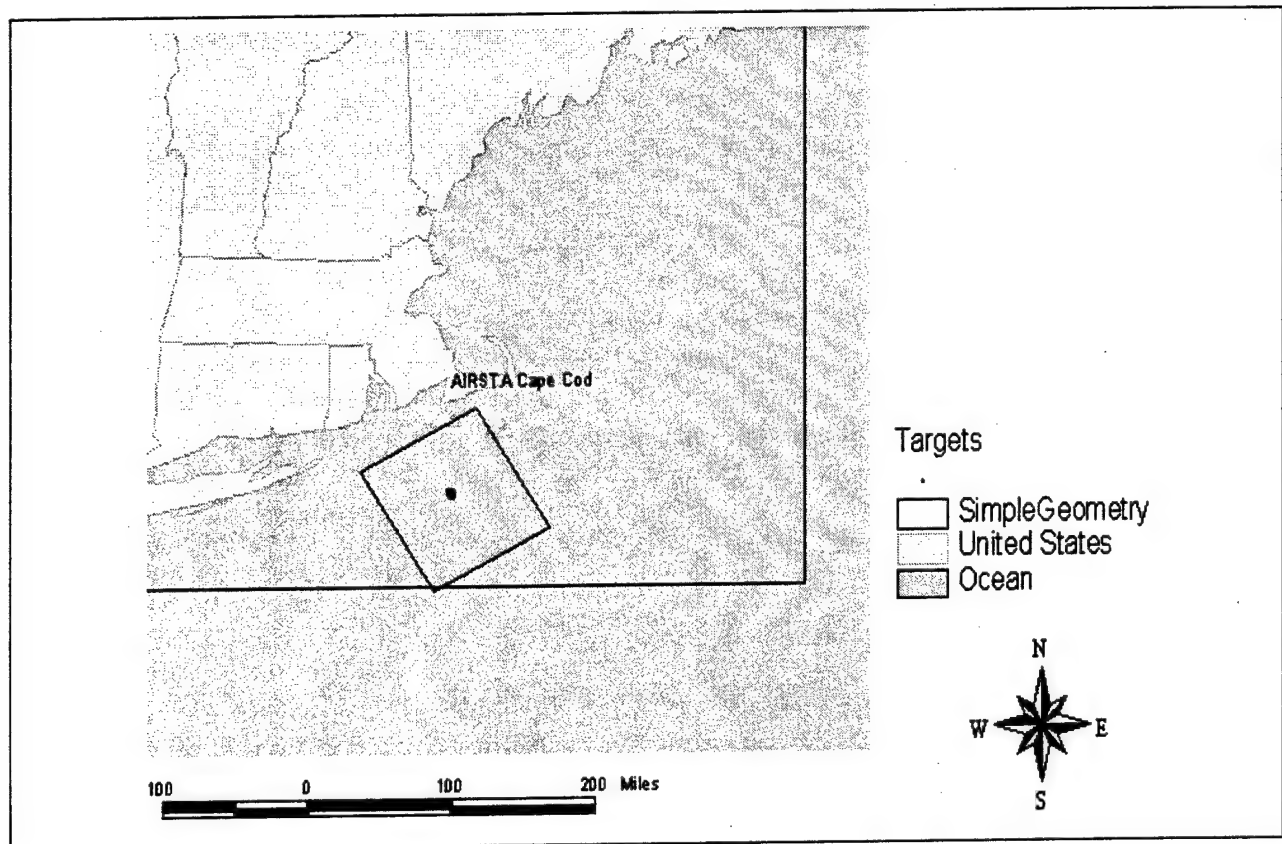 AIRSTA Cape Cod
Targets
SimpleGeometry
United States
Ocean
N
W E
S
100 0 100 200 Miles